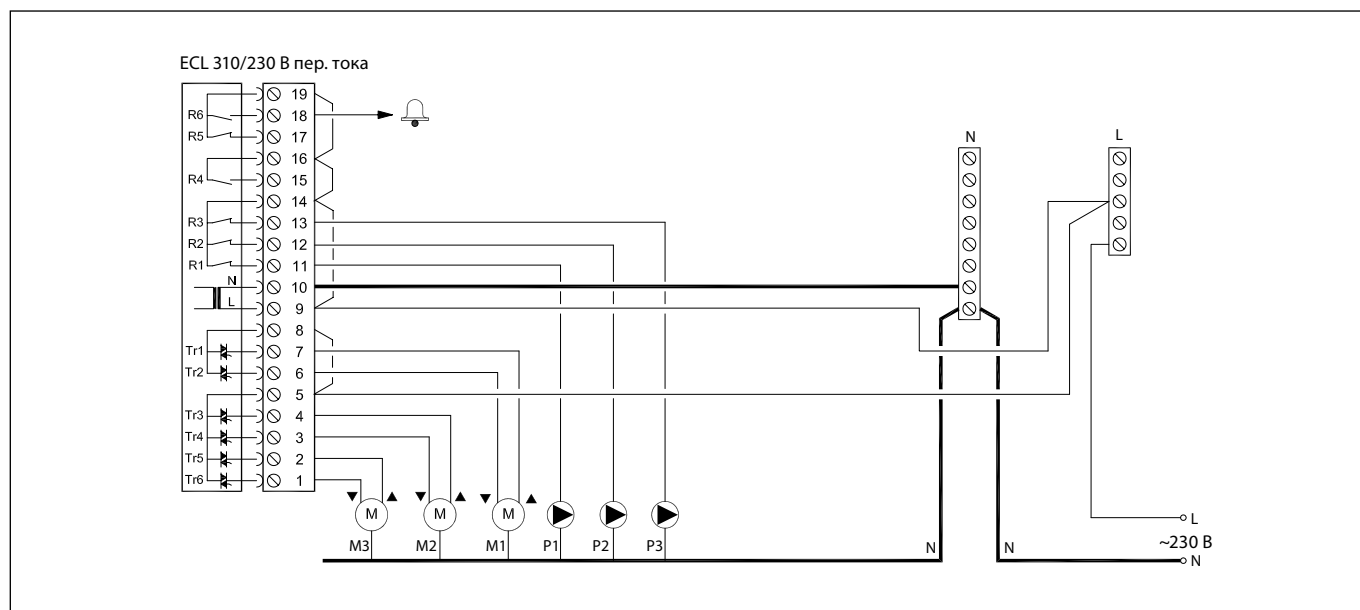 ECL 310/230 В пер. тока
19
R6 18
R5 17
16
R4 15
14
R3 13
R2 12
R1 11
N 10
L 9
8
Tr1 7
Tr2 6
5
Tr3 4
Tr4 3
Tr5 2
Tr6 1
N
L
M M M
M3 M2 M1 P1 P2 P3
N N
L
~230 В
N